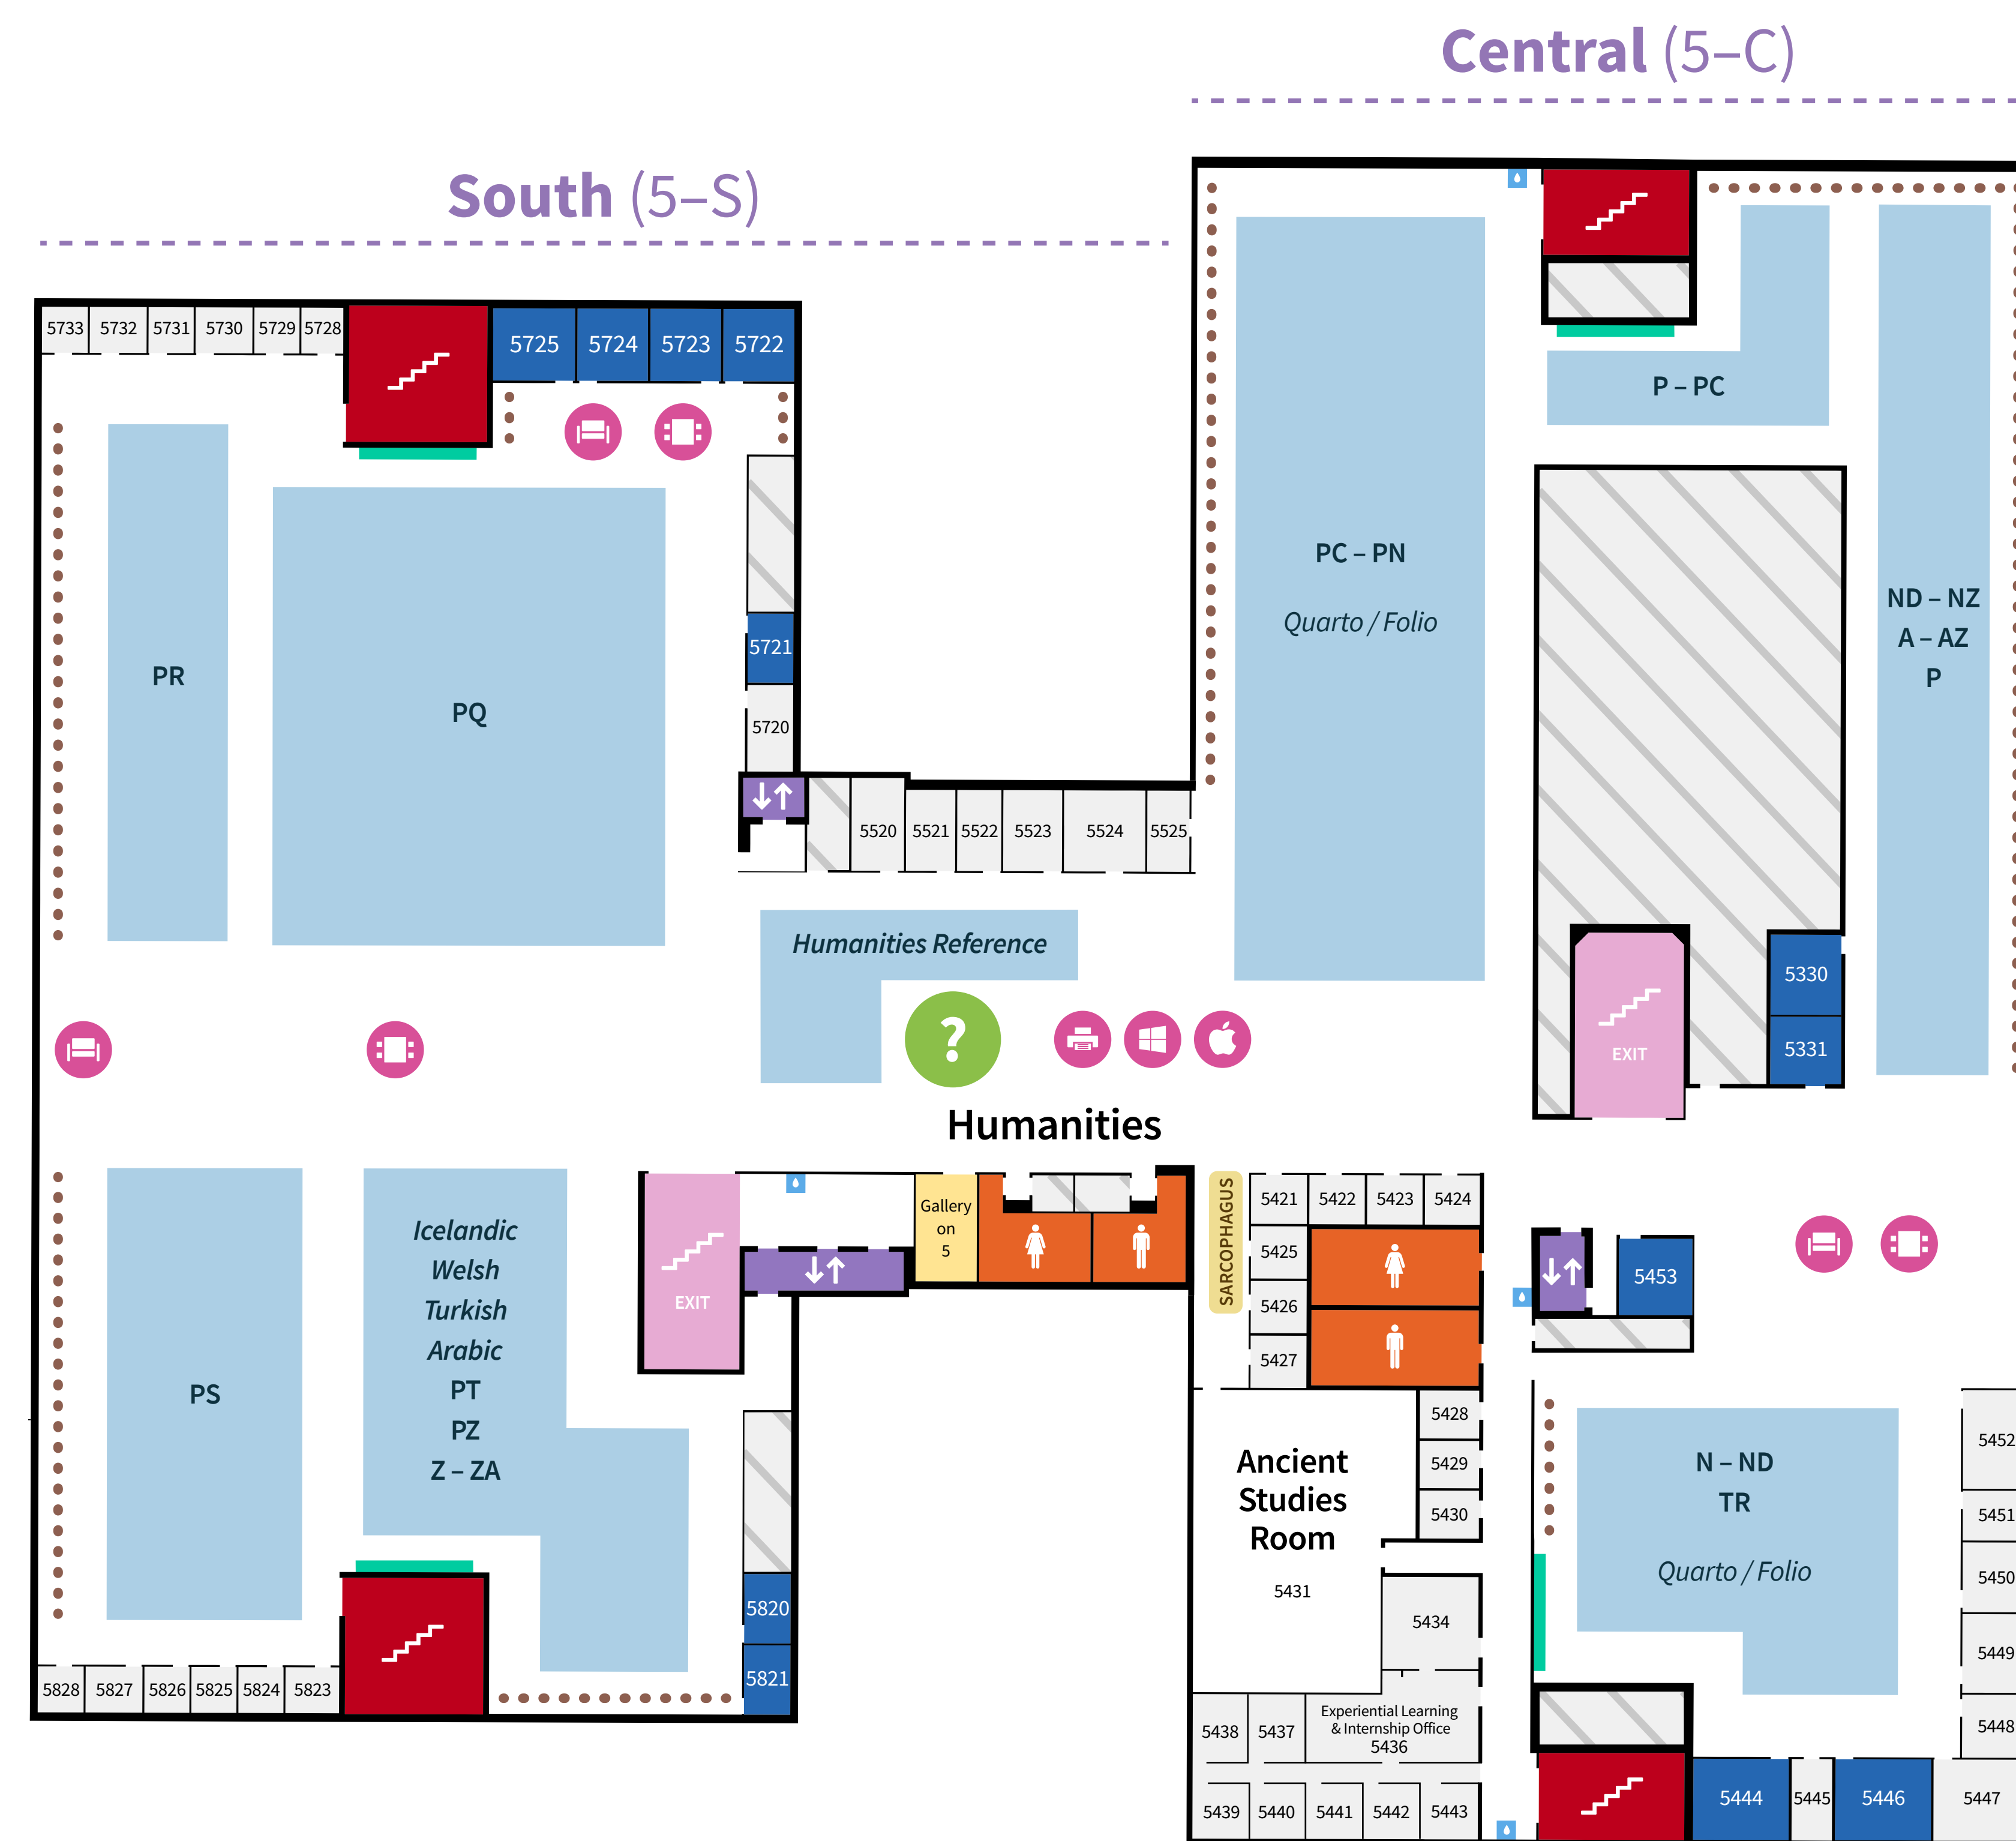 Central (5–C)
South (5–S)
5733 5732 5731 5730 5729 5728
5725 5724 5723 5722
P – PC
PC – PN
Quarto / Folio
ND – NZ
A – AZ
P
PR
PQ
5721
5720
5520 5521 5522 5523 5524 5525
Humanities Reference
?
5330
5331
EXIT
Humanities
Icelandic
Welsh
Turkish
Arabic
PT
PZ
Z – ZA
PS
EXIT
Gallery
on
5
SARCOPHAGUS
5421 5422 5423 5424
5425
5426
5427
5453
5428
5429
5430
Ancient
Studies
Room
5431
5434
N – ND
TR
Quarto / Folio
5452
5451
5450
5449
5448
5820
5821
5828 5827 5826 5825 5824 5823
5438 5437
Experiential Learning
& Internship Office
5436
5439 5440 5441 5442 5443
5444 5445 5446 5447